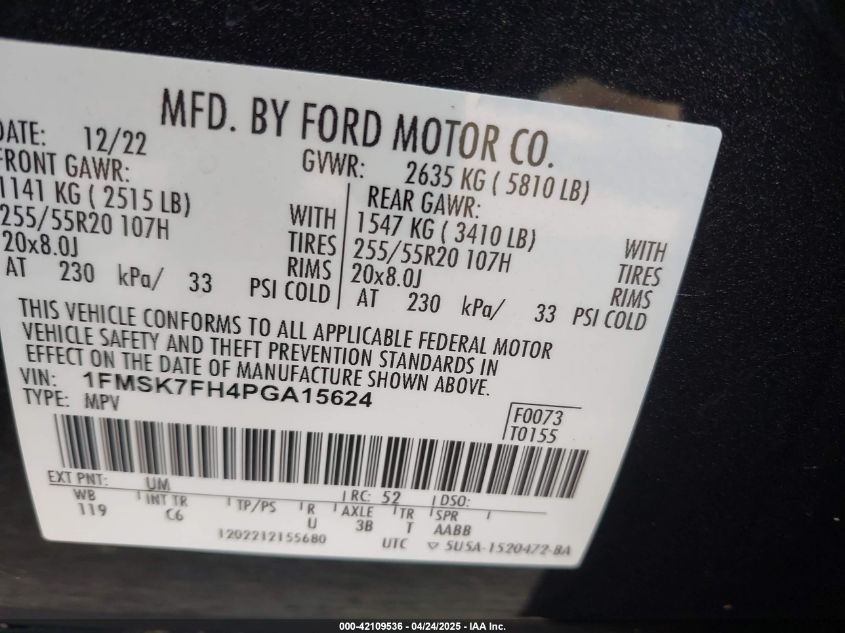 MFD. BY FORD MOTOR CO.
DATE: 12/22 GVWR: 2635 KG ( 5810 LB)
FRONT GAWR: REAR GAWR:
1141 KG ( 2515 LB) WITH 1547 KG ( 3410 LB) WITH
255/55R20 107H TIRES 255/55R20 107H TIRES
20x8.0J RIMS 20x8.0J RIMS
AT 230 kPa/ 33 PSI COLD AT 230 kPa/ 33 PSI COLD
THIS VEHICLE CONFORMS TO ALL APPLICABLE FEDERAL MOTOR
VEHICLE SAFETY AND THEFT PREVENTION STANDARDS IN
EFFECT ON THE DATE OF MANUFACTURE SHOWN ABOVE.
VIN: 1FMSK7FH4PGA15624
TYPE: MPV
F0073
T0155
EXT PNT: UM RC: 52 DSO:
WB INT TR TP/PS R AXLE TR SPR
119 C6 U 3B T AABB
1202212155680 UTC 5U5A-1520472-BA
000-42109536 - 04/24/2025 - IAA Inc.